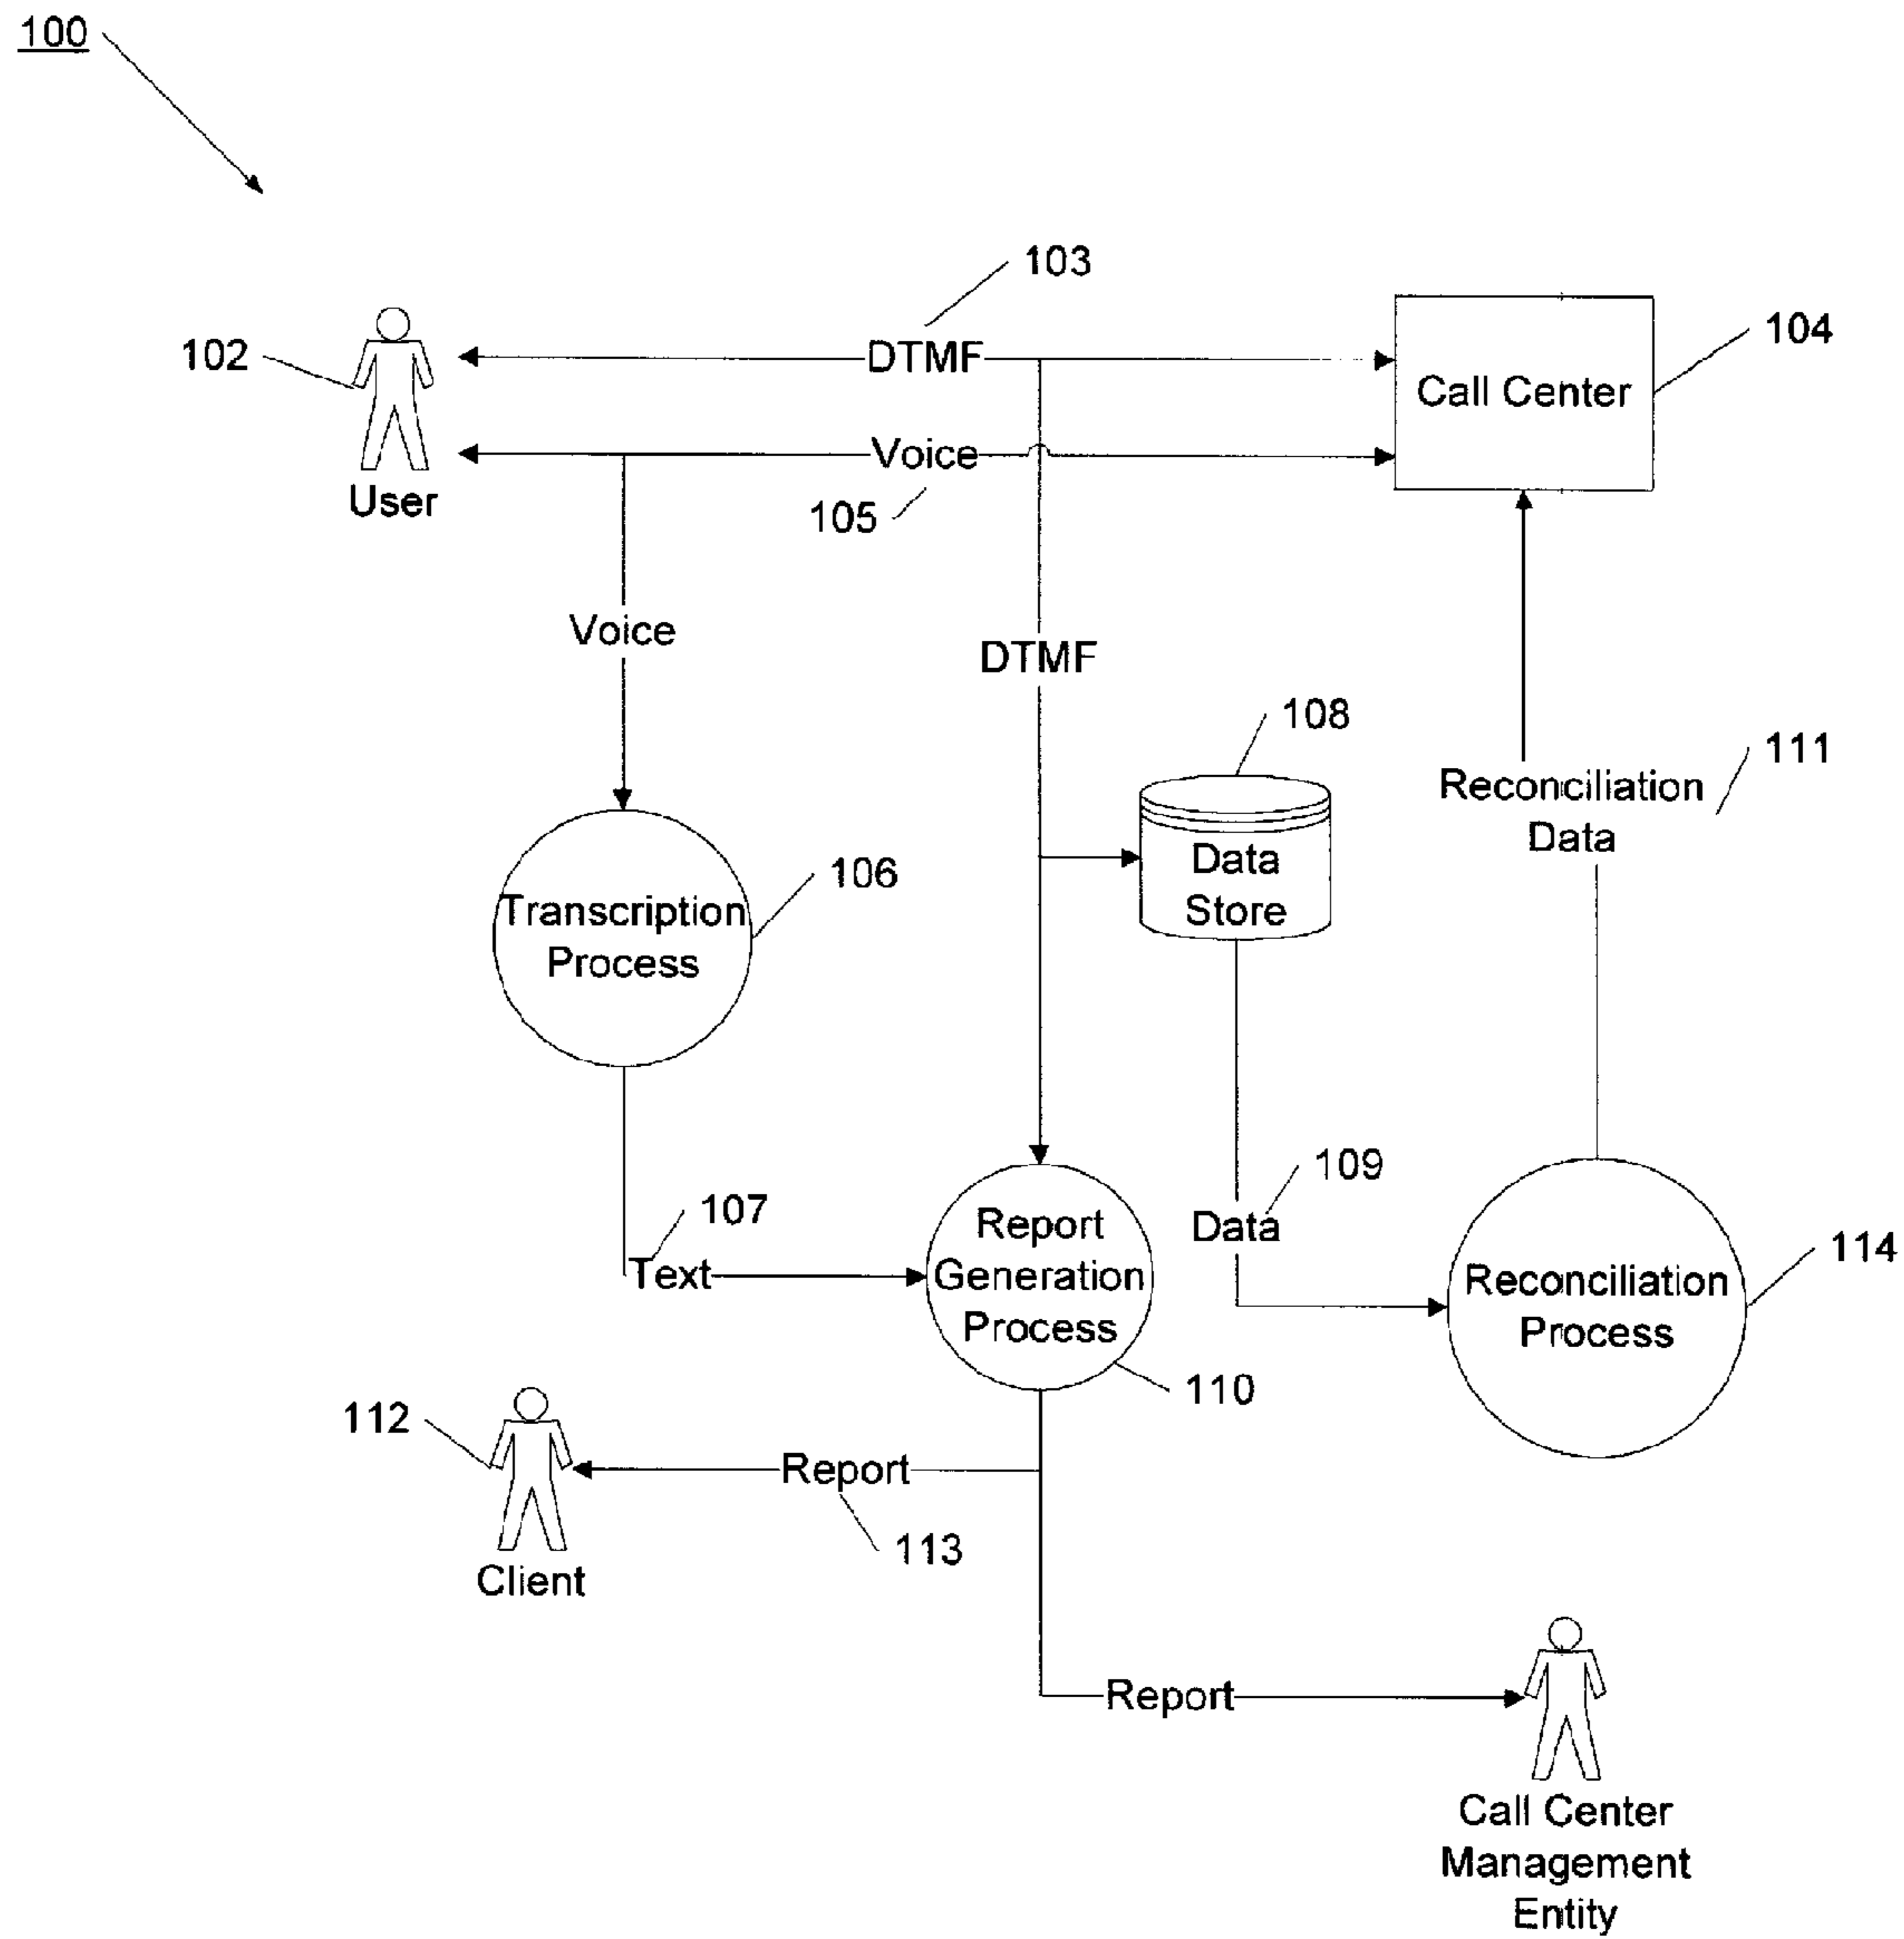 100
103
DTMF
102
104
Call Center
Voice
105
User
Voice
DTMF
108
111
Reconciliation
Data
Data
Store
106
Transcription
Process
109
107
Data
Report
Generation
Process
Text
114
Reconciliation
Process
110
112
Report
113
Client
Report
Call Center
Management
Entity